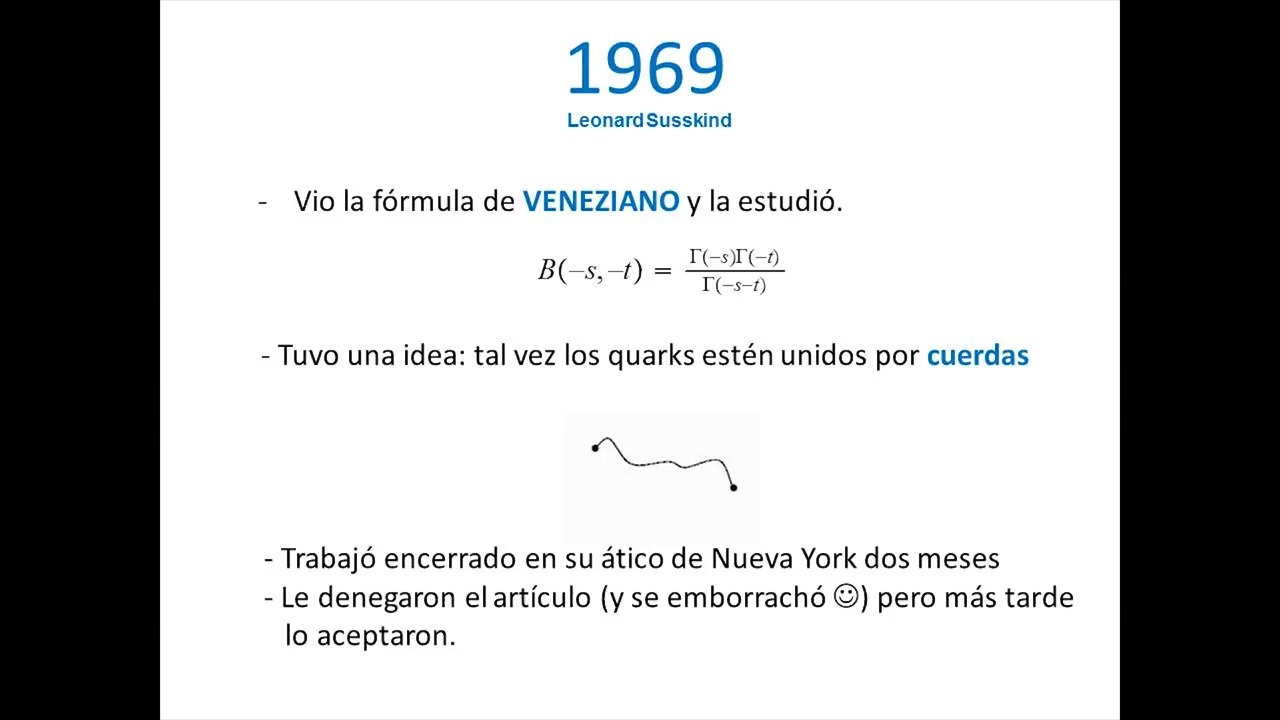 1969
Leonard Susskind
- Vio la fórmula de VENEZIANO y la estudió.
B(–s,–t) = Γ(–s)Γ(–t) / Γ(–s–t)
- Tuvo una idea: tal vez los quarks estén unidos por cuerdas
- Trabajó encerrado en su ático de Nueva York dos meses
- Le denegaron el artículo (y se emborrachó ☺) pero más tarde
lo aceptaron.